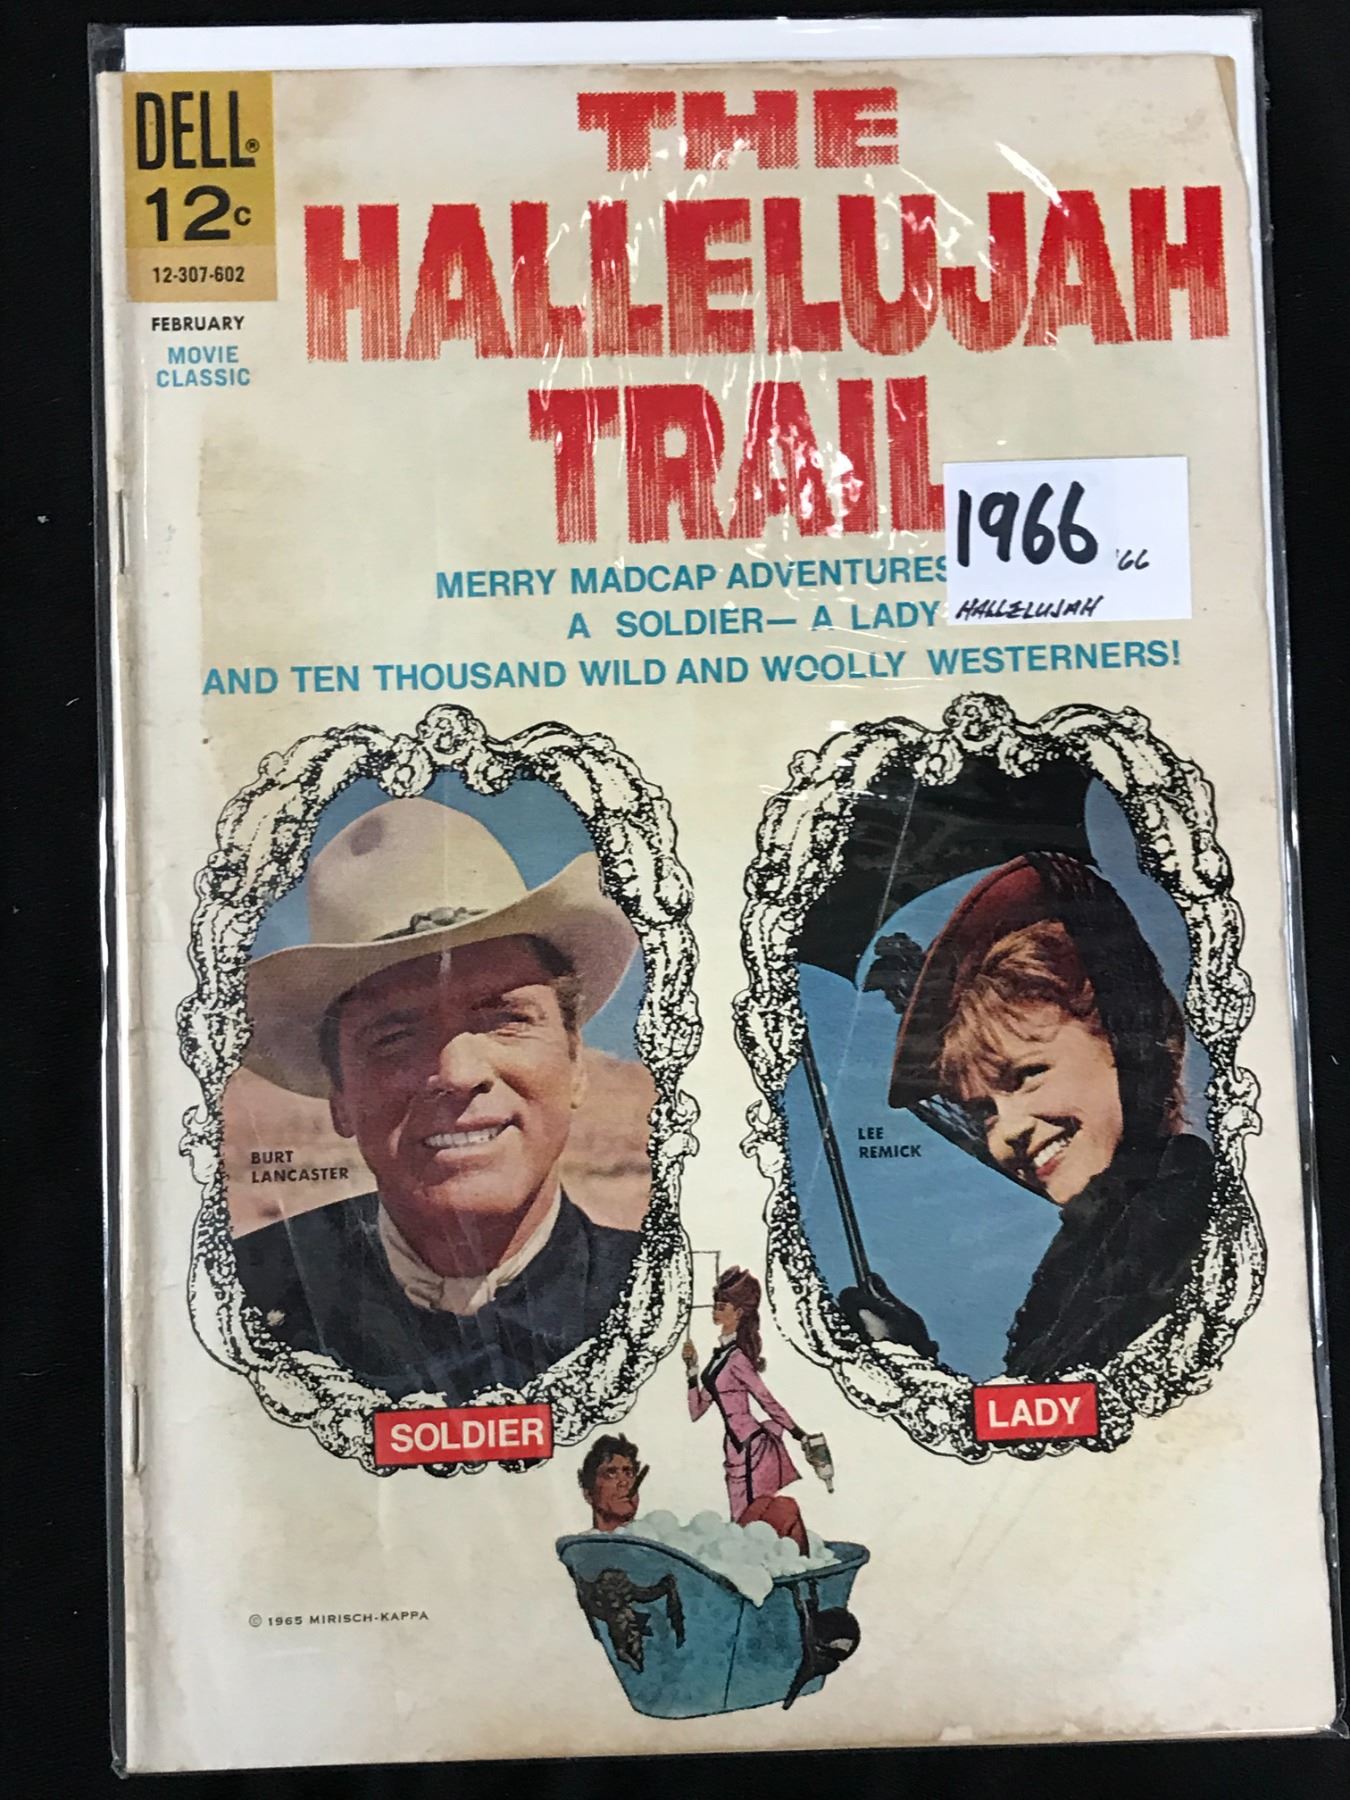 DELL®
12c
12-307-602
FEBRUARY
MOVIE
CLASSIC
THE
HALLELUJAH
TRAIL
1966 '66
HALLELUJAH
MERRY MADCAP ADVENTURES
A SOLDIER— A LADY
AND TEN THOUSAND WILD AND WOOLLY WESTERNERS!
BURT
LANCASTER
LEE
REMICK
SOLDIER
LADY
© 1965 MIRISCH-KAPPA